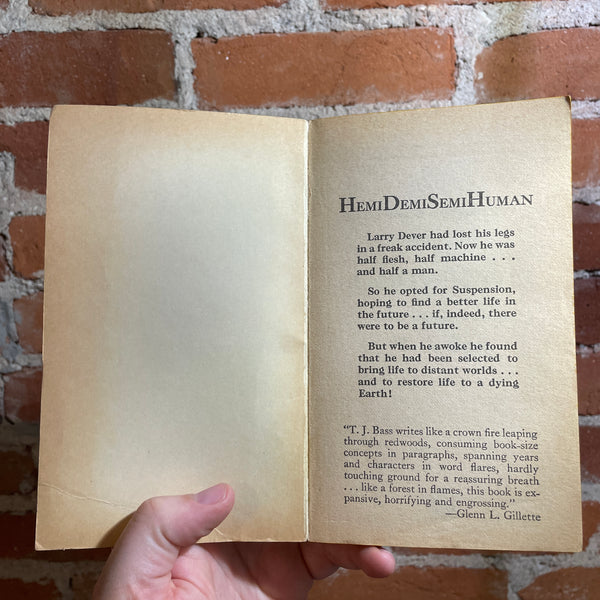 HEMIDEMISEMIHUMAN
Larry Dever had lost his legs
in a freak accident. Now he was
half flesh, half machine . . .
and half a man.
So he opted for Suspension,
hoping to find a better life in
the future . . . if, indeed, there
were to be a future.
But when he awoke he found
that he had been selected to
bring life to distant worlds . . .
and to restore life to a dying
Earth!
“T. J. Bass writes like a crown fire leaping
through redwoods, consuming book-size
concepts in paragraphs, spanning years
and characters in word flares, hardly
touching ground for a reassuring breath
. . . like a forest in flames, this book is ex-
pansive, horrifying and engrossing.”
—Glenn L. Gillette